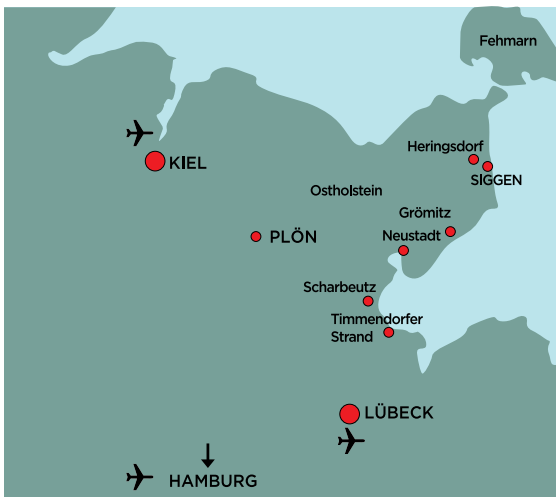 Fehmarn
Heringsdorf
KIEL
SIGGEN
Ostholstein
Grömitz
PLÖN
Neustadt
Scharbeutz
Timmendorfer
Strand
LÜBECK
HAMBURG